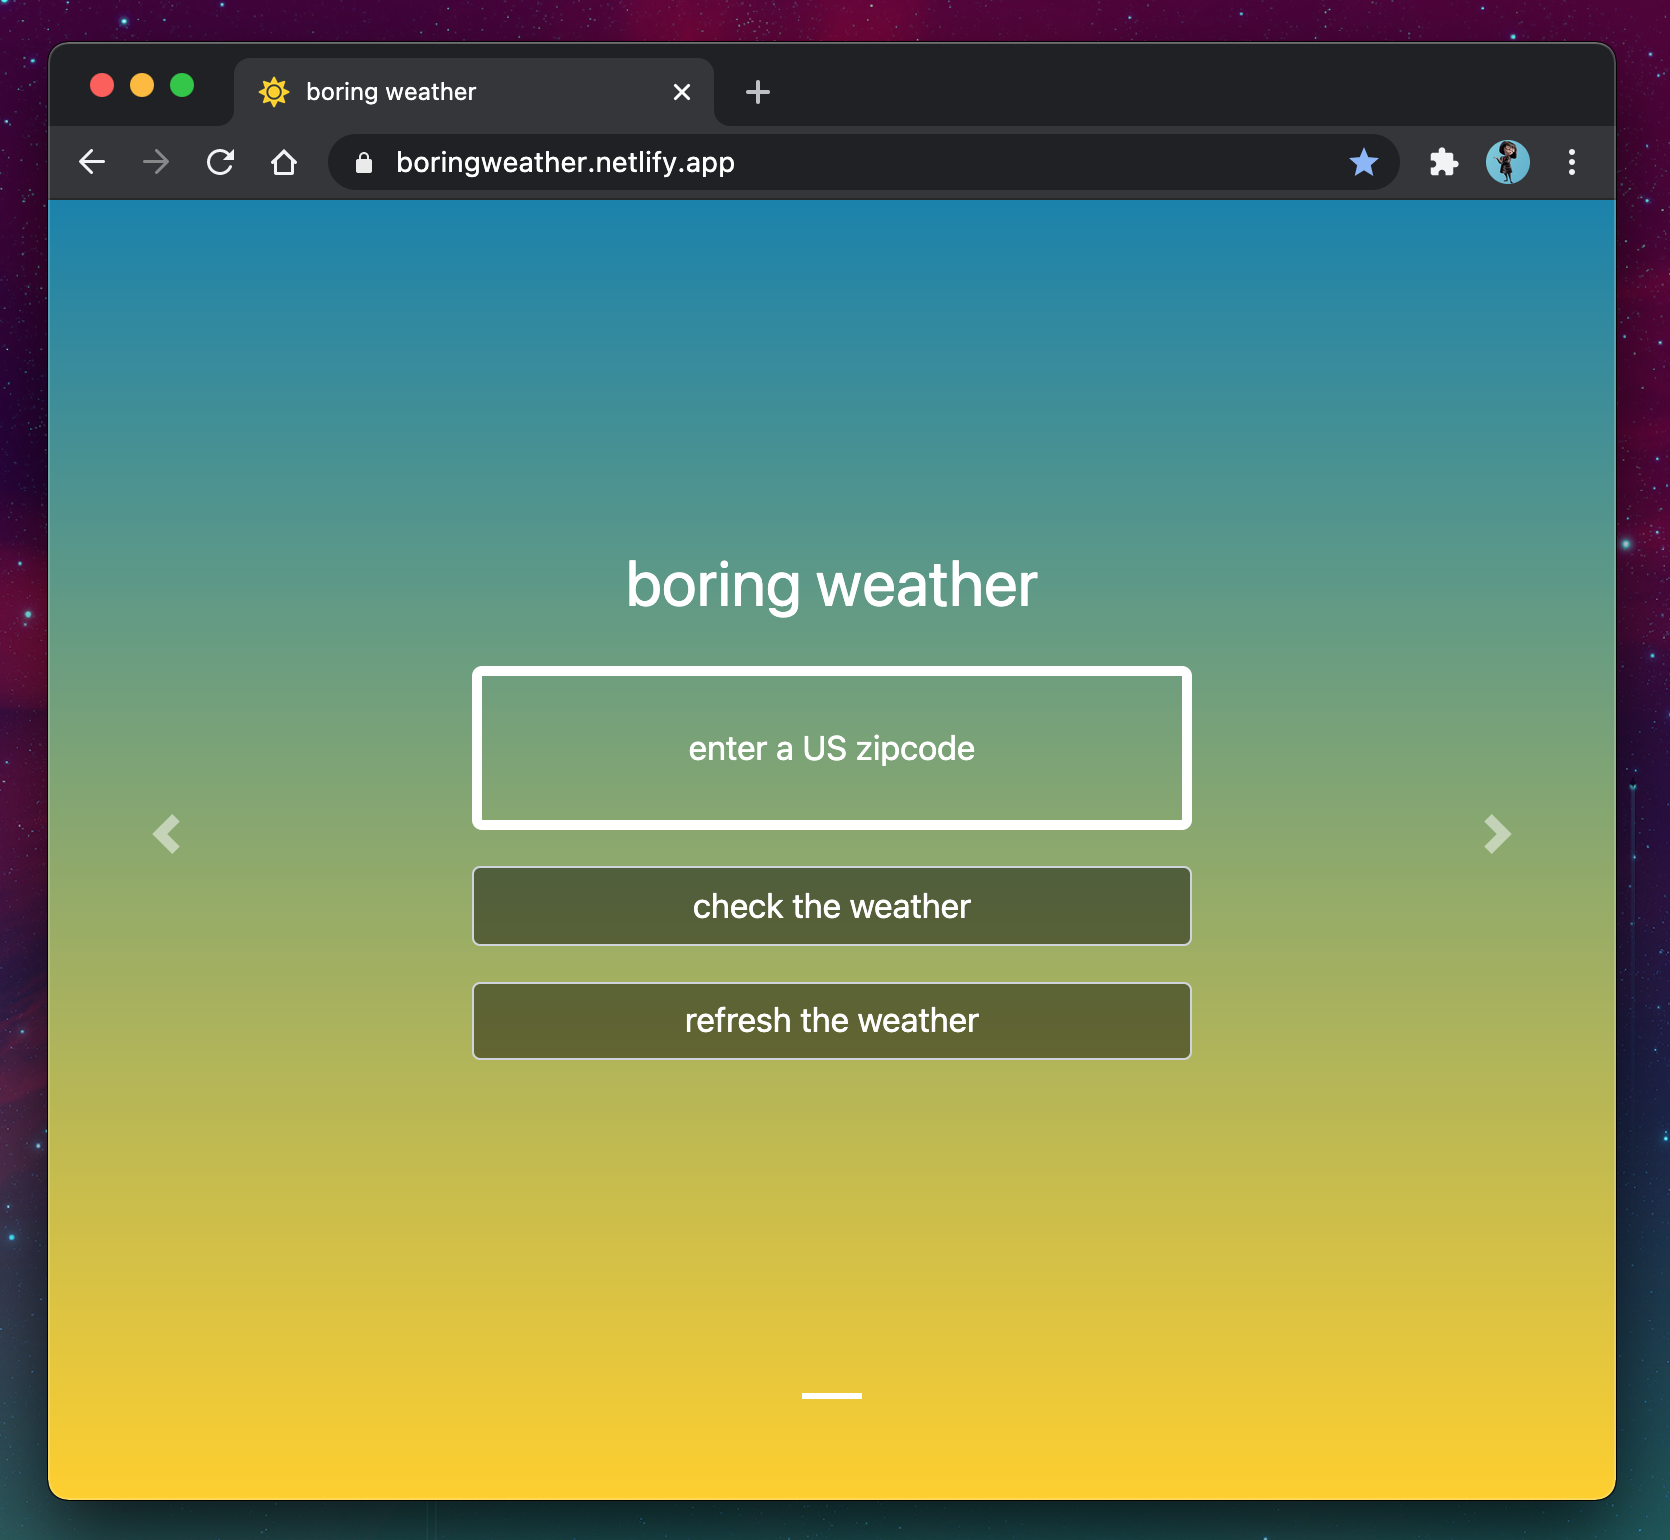 boring weather
boringweather.netlify.app
boring weather
enter a US zipcode
check the weather
refresh the weather